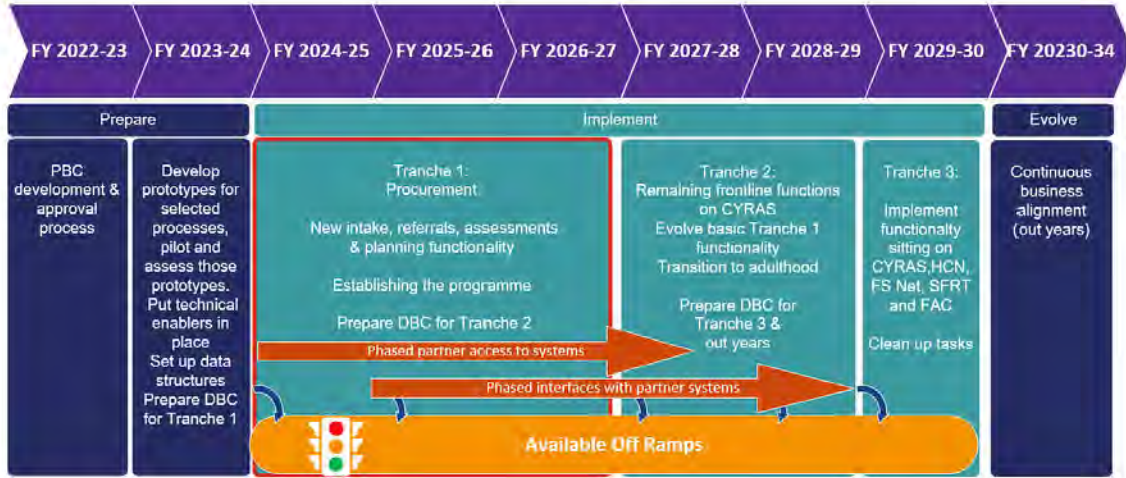 FY 2022-23
FY 2023-24
FY 2024-25
FY 2025-26
FY 2026-27
FY 2027-28
FY 2028-29
FY 2029-30
FY 20230-34
Prepare
Implement
Evolve
PBC
development &
approval
process
Develop
prototypes for
selected
processes,
pilot and
assess those
prototypes.
Put technical
enablers in
place
Set up data
structures
Prepare DBC
for Tranche 1
Tranche 1:
Procurement
New intake, referrals, assessments
& planning functionality
Establishing the programme
Prepare DBC for Tranche 2
Tranche 2:
Remaining frontline functions
on CYRAS
Evolve basic Tranche 1
functionality
Transition to adulthood
Prepare DBC for
Tranche 3 &
out years
Tranche 3:
Implement
functionalty
sitting on
CYRAS,HCN,
FS Net, SFRT
and FAC
Clean up tasks
Continuous
business
alignment
(out years)
Phased partner access to systems
Phased interfaces with partner systems
Available Off Ramps